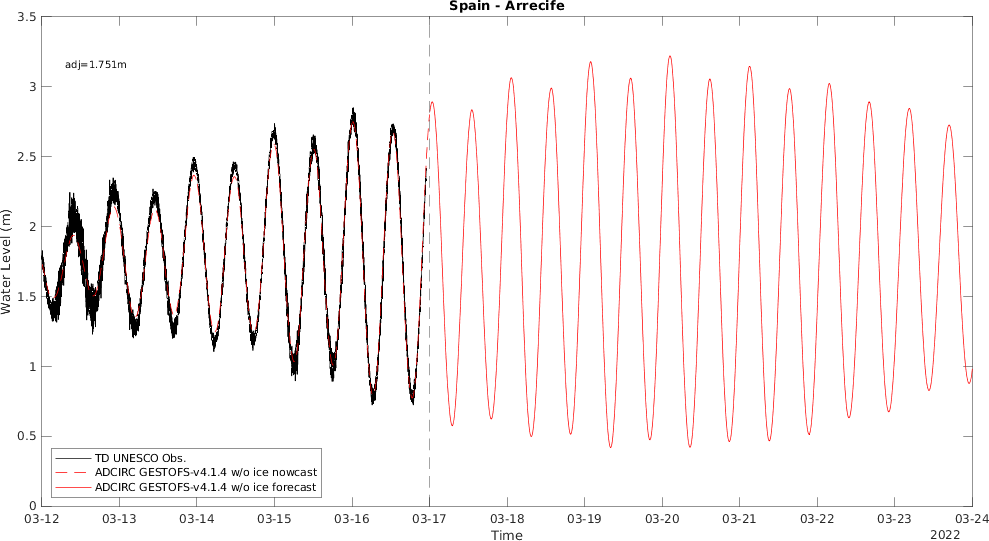 Spain - Arrecife
adj=1.751m
3.5
3
2.5
2
1.5
1
0.5
0
Water Level (m)
TD UNESCO Obs.
ADCIRC GESTOFS-v4.1.4 w/o ice nowcast
ADCIRC GESTOFS-v4.1.4 w/o ice forecast
03-12 03-13 03-14 03-15 03-16 03-17 03-18 03-19 03-20 03-21 03-22 03-23 03-24
Time
2022